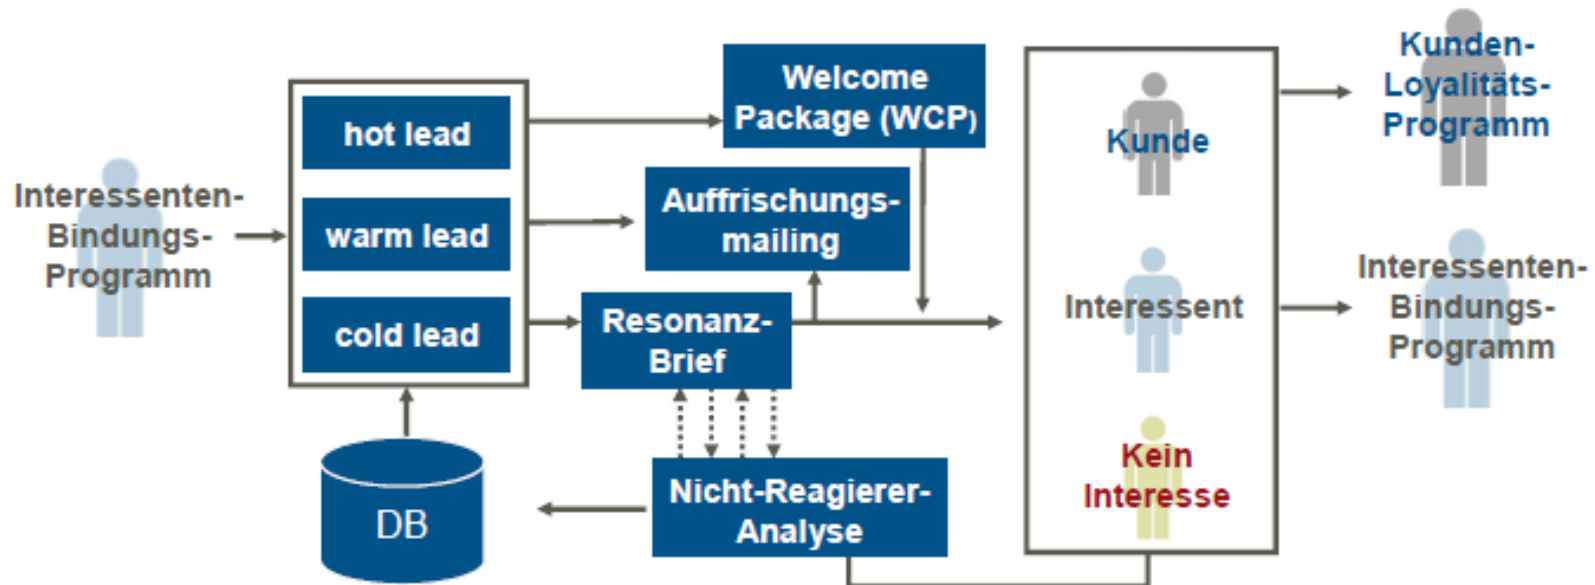 Interessenten-
Bindungs-
Programm
hot lead
warm lead
cold lead
DB
Welcome
Package (WCP)
Auffrischungs-
mailing
Resonanz-
Brief
Nicht-Reagierer-
Analyse
Kunde
Interessent
Kein
Interesse
Kunden-
Loyalitäts-
Programm
Interessenten-
Bindungs-
Programm